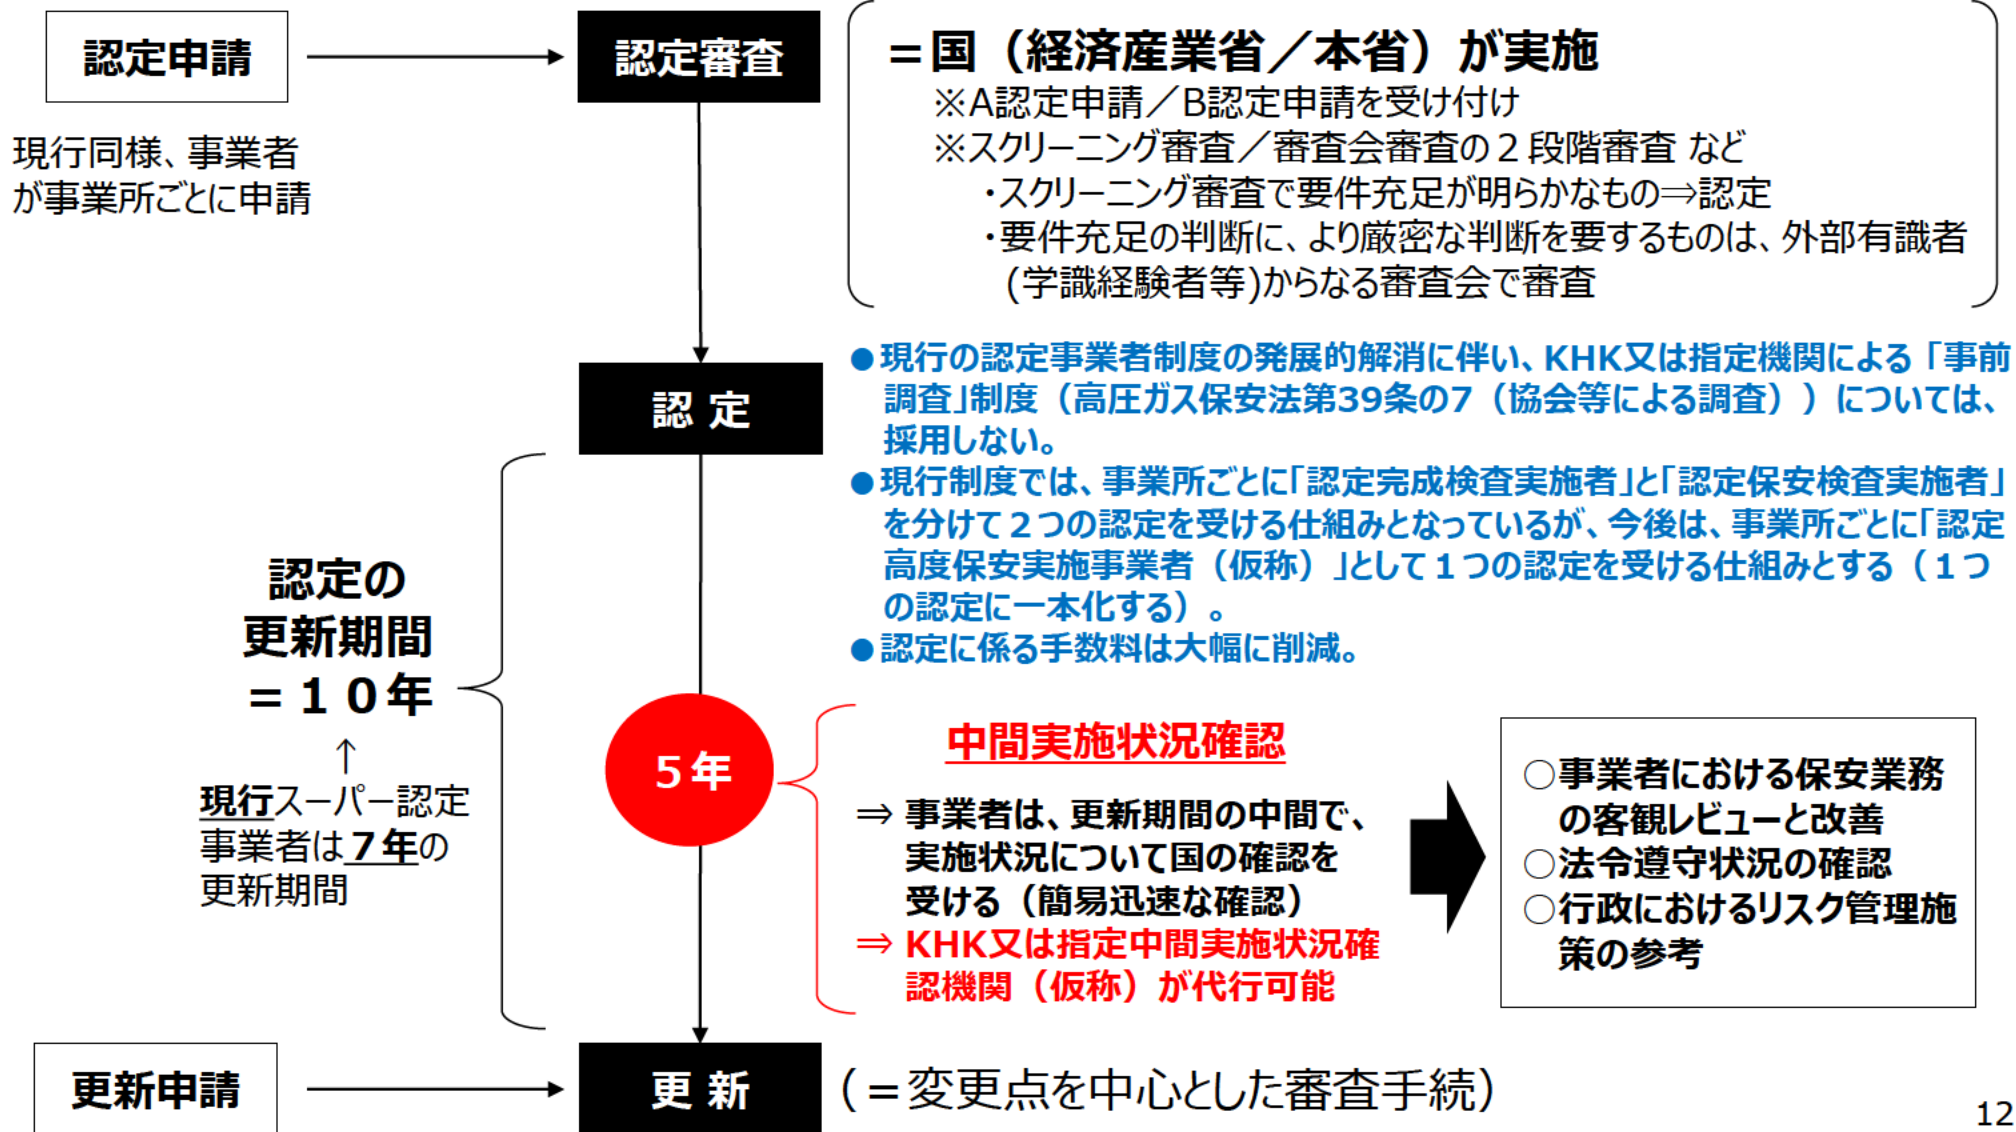 認定申請
認定審査
現行同様、事業者
が事業所ごとに申請
＝国（経済産業省／本省）が実施
※A認定申請／B認定申請を受け付け
※スクリーニング審査／審査会審査の２段階審査 など
・スクリーニング審査で要件充足が明らかなもの⇒認定
・要件充足の判断に、より厳密な判断を要するものは、外部有識者
(学識経験者等)からなる審査会で審査
認 定
●現行の認定事業者制度の発展的解消に伴い、KHK又は指定機関による「事前
調査」制度（高圧ガス保安法第39条の7（協会等による調査））については、
採用しない。
●現行制度では、事業所ごとに「認定完成検査実施者」と「認定保安検査実施者」
を分けて２つの認定を受ける仕組みとなっているが、今後は、事業所ごとに「認定
高度保安実施事業者（仮称）」として１つの認定を受ける仕組みとする（１つ
の認定に一本化する）。
●認定に係る手数料は大幅に削減。
認定の
更新期間
＝１０年
↑
現行スーパー認定
事業者は７年の
更新期間
５年
中間実施状況確認
⇒ 事業者は、更新期間の中間で、
実施状況について国の確認を
受ける（簡易迅速な確認）
⇒ KHK又は指定中間実施状況確
認機関（仮称）が代行可能
○事業者における保安業務
の客観レビューと改善
○法令遵守状況の確認
○行政におけるリスク管理施
策の参考
更新申請
更 新
（＝変更点を中心とした審査手続）
12